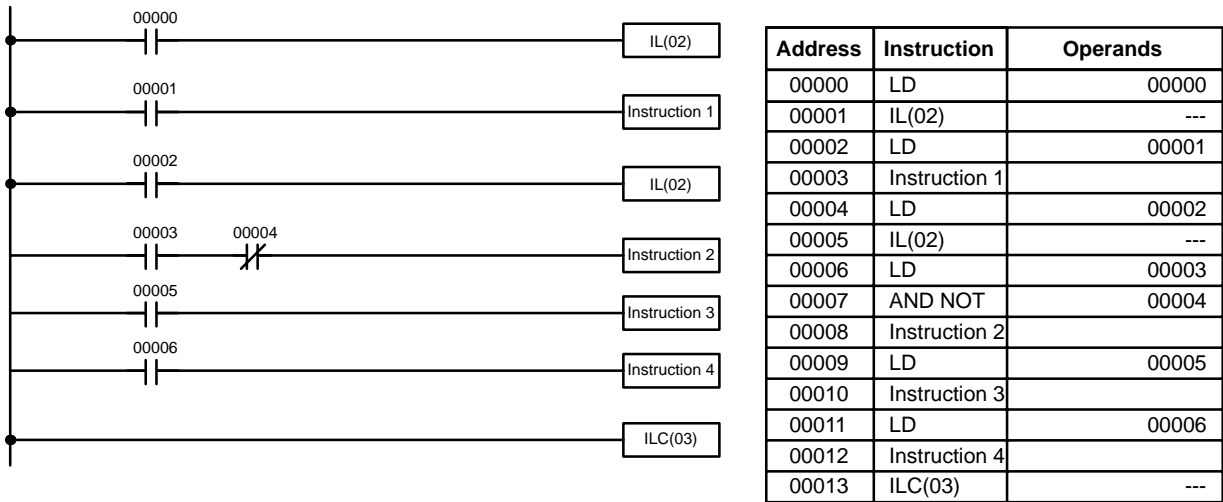 00000
IL(02)
00001
Instruction 1
00002
IL(02)
00003 00004
Instruction 2
00005
Instruction 3
00006
Instruction 4
ILC(03)
Address Instruction Operands
00000 LD 00000
00001 IL(02) ---
00002 LD 00001
00003 Instruction 1
00004 LD 00002
00005 IL(02) ---
00006 LD 00003
00007 AND NOT 00004
00008 Instruction 2
00009 LD 00005
00010 Instruction 3
00011 LD 00006
00012 Instruction 4
00013 ILC(03) ---